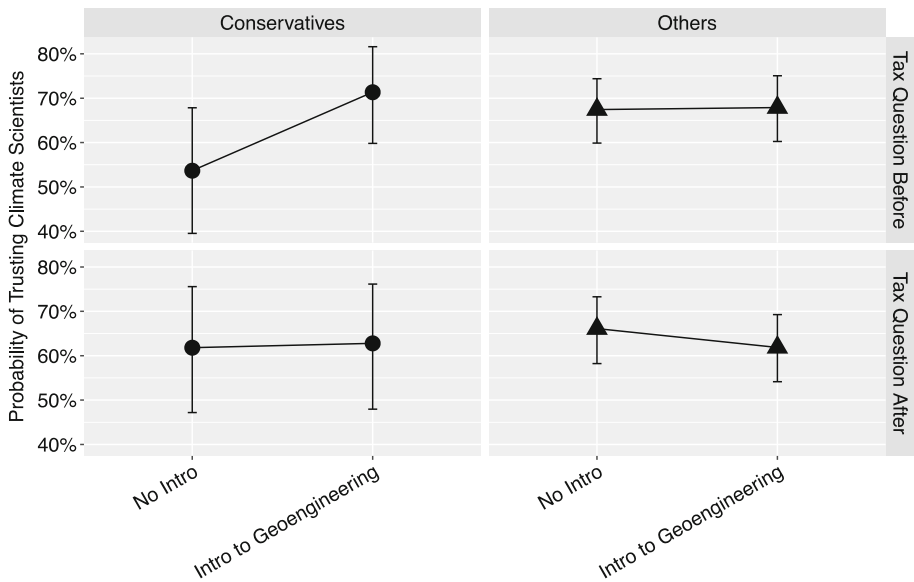 Conservatives
Others
Probability of Trusting Climate Scientists
80%
70%
60%
50%
40%
Tax Question Before
80%
70%
60%
50%
40%
Tax Question After
No Intro
Intro to Geoengineering
No Intro
Intro to Geoengineering